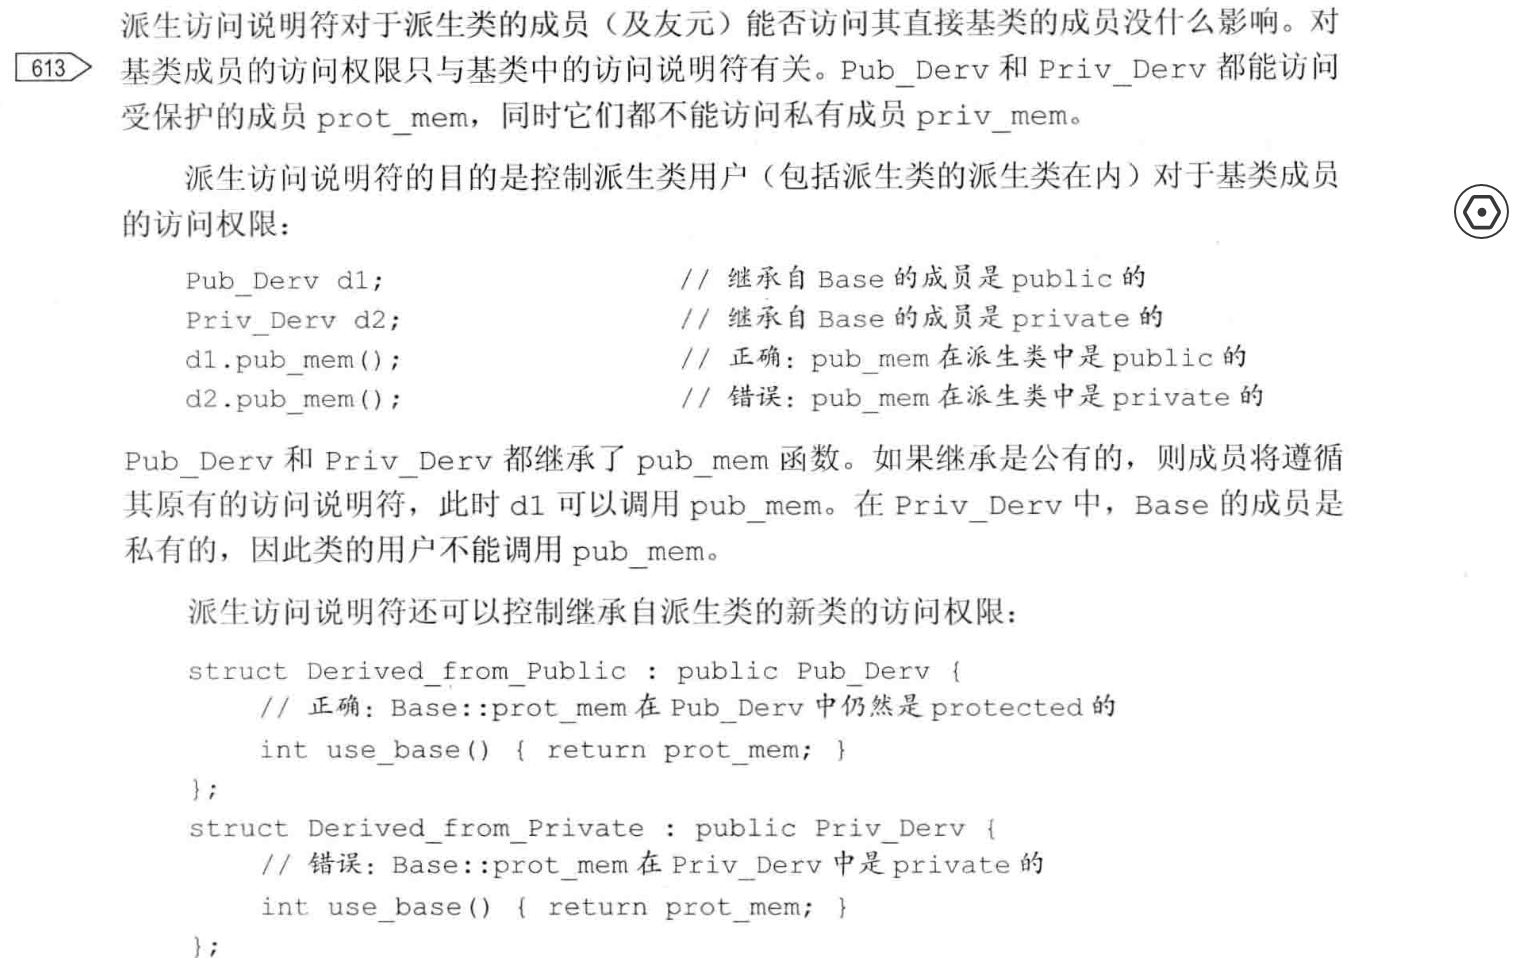 派生访问说明符对于派生类的成员（及友元）能否访问其直接基类的成员没什么影响。对
613
基类成员的访问权限只与基类中的访问说明符有关。Pub_Derv 和 Priv_Derv 都能访问
受保护的成员 prot_mem，同时它们都不能访问私有成员 priv_mem。
派生访问说明符的目的是控制派生类用户（包括派生类的派生类在内）对于基类成员
的访问权限：
Pub_Derv d1; // 继承自 Base 的成员是 public 的
Priv_Derv d2; // 继承自 Base 的成员是 private 的
d1.pub_mem(); // 正确：pub_mem 在派生类中是 public 的
d2.pub_mem(); // 错误：pub_mem 在派生类中是 private 的
Pub_Derv 和 Priv_Derv 都继承了 pub_mem 函数。如果继承是公有的，则成员将遵循
其原有的访问说明符，此时 d1 可以调用 pub_mem。在 Priv_Derv 中，Base 的成员是
私有的，因此类的用户不能调用 pub_mem。
派生访问说明符还可以控制继承自派生类的新类的访问权限：
struct Derived_from_Public : public Pub_Derv {
// 正确：Base::prot_mem 在 Pub_Derv 中仍然是 protected 的
int use_base() { return prot_mem; }
};
struct Derived_from_Private : public Priv_Derv {
// 错误：Base::prot_mem 在 Priv_Derv 中是 private 的
int use_base() { return prot_mem; }
};